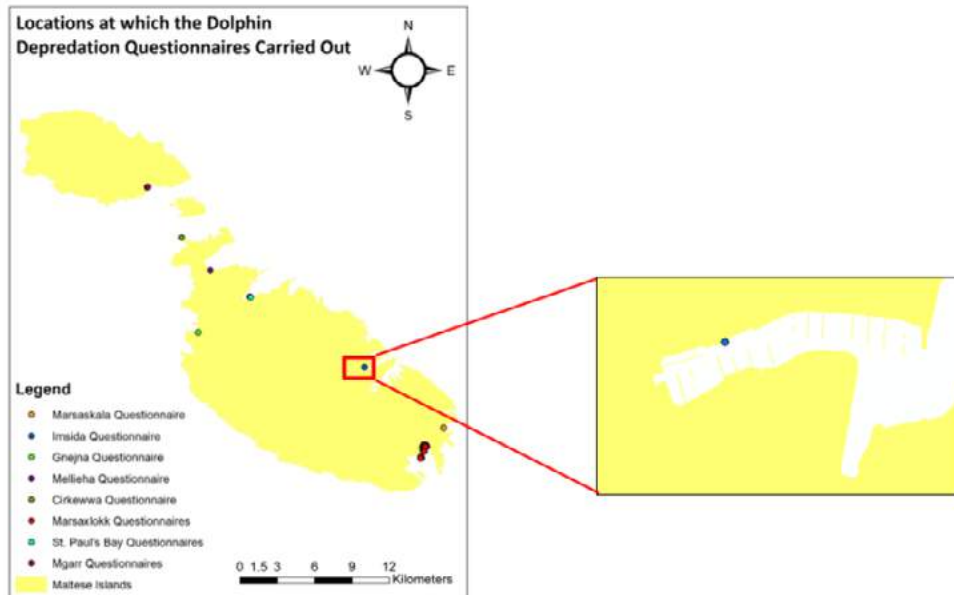 Locations at which the Dolphin
Depredation Questionnaires Carried Out
N
W E
S
Legend
Marsaskala Questionnaire
Imsida Questionnaire
Gnejna Questionnaire
Mellieha Questionnaire
Cirkewwa Questionnaire
Marsaxlokk Questionnaires
St. Paul's Bay Questionnaires
Mgarr Questionnaires
Maltese Islands
0 1.5 3 6 9 12
Kilometers